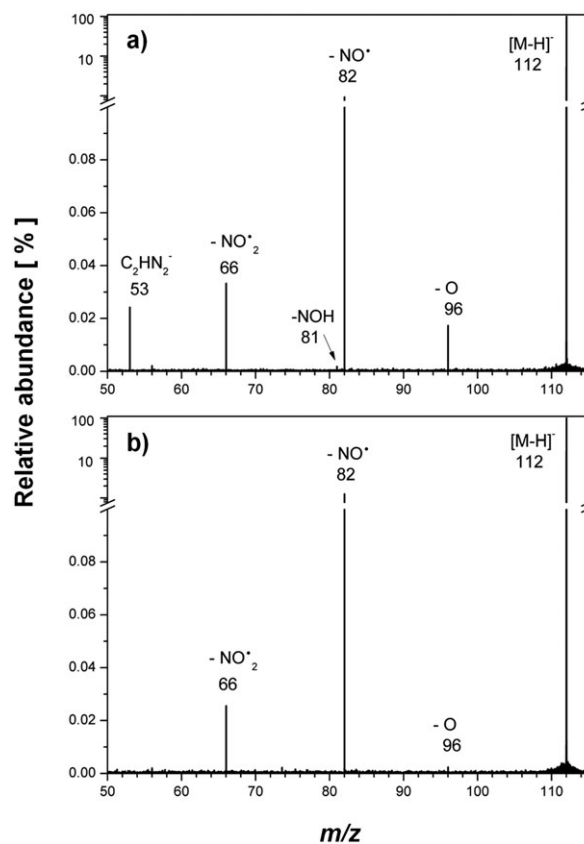 Relative abundance [ % ]
a)
100
10
0.08
0.06
0.04
0.02
0.00
- NO•
82
[M-H]-
112
C2HN2-
53
- NO•2
66
-NOH
81
- O
96
50 60 70 80 90 100 110
b)
100
10
0.08
0.06
0.04
0.02
0.00
- NO•
82
[M-H]-
112
- NO•2
66
- O
96
50 60 70 80 90 100 110
m/z